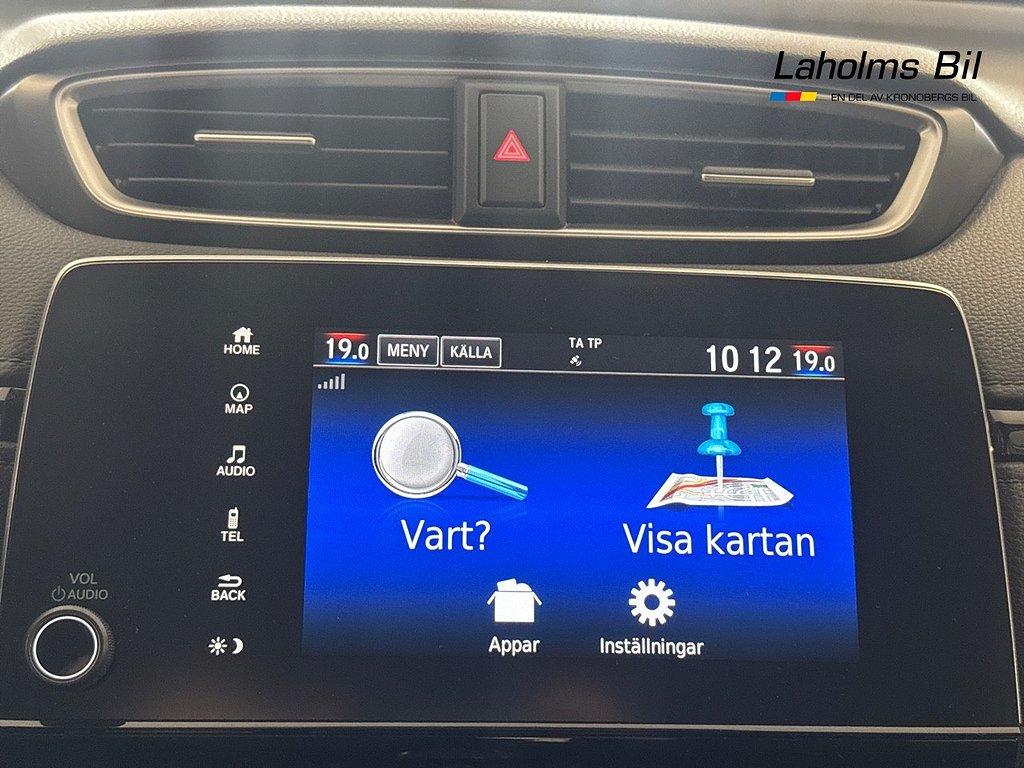 Laholms Bil
EN DEL AV KRONOBERGS BIL
HOME
MAP
AUDIO
TEL
BACK
VOL
AUDIO
19.0 MENY KÄLLA TA TP 10 12 19.0
Vart? Visa kartan
Appar Inställningar